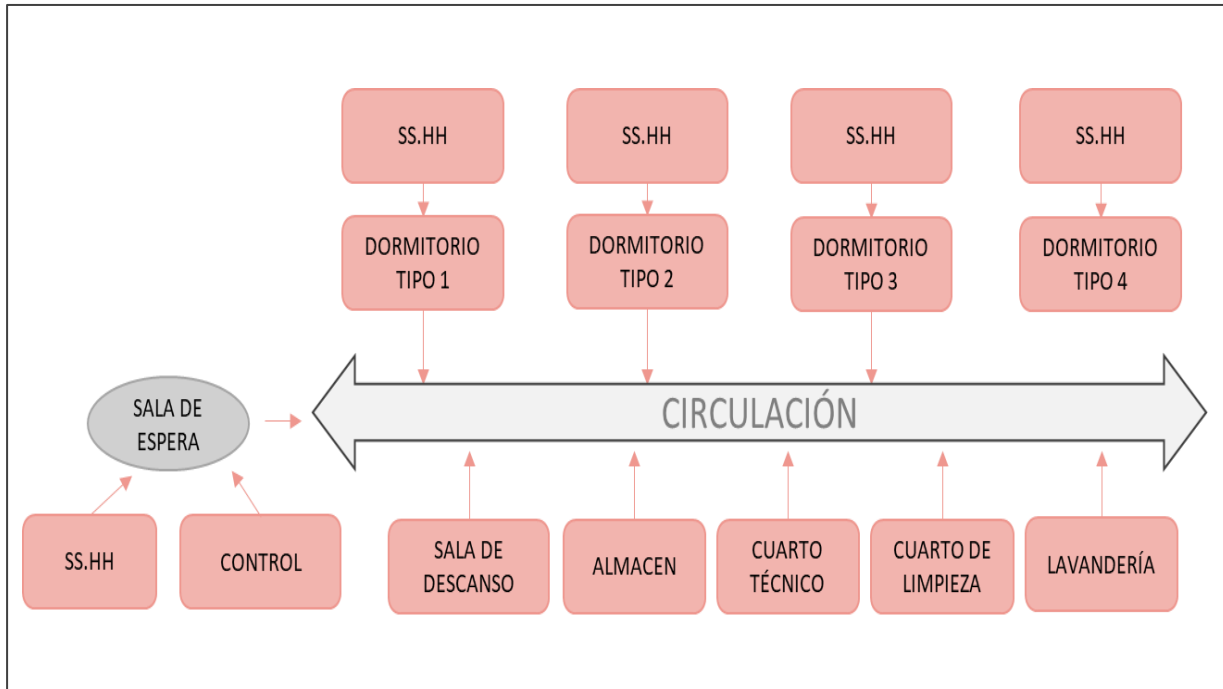 SS.HH
SS.HH
SS.HH
SS.HH
DORMITORIO
TIPO 1
DORMITORIO
TIPO 2
DORMITORIO
TIPO 3
DORMITORIO
TIPO 4
SALA DE
ESPERA
CIRCULACIÓN
SS.HH
CONTROL
SALA DE
DESCANSO
ALMACEN
CUARTO
TÉCNICO
CUARTO DE
LIMPIEZA
LAVANDERÍA